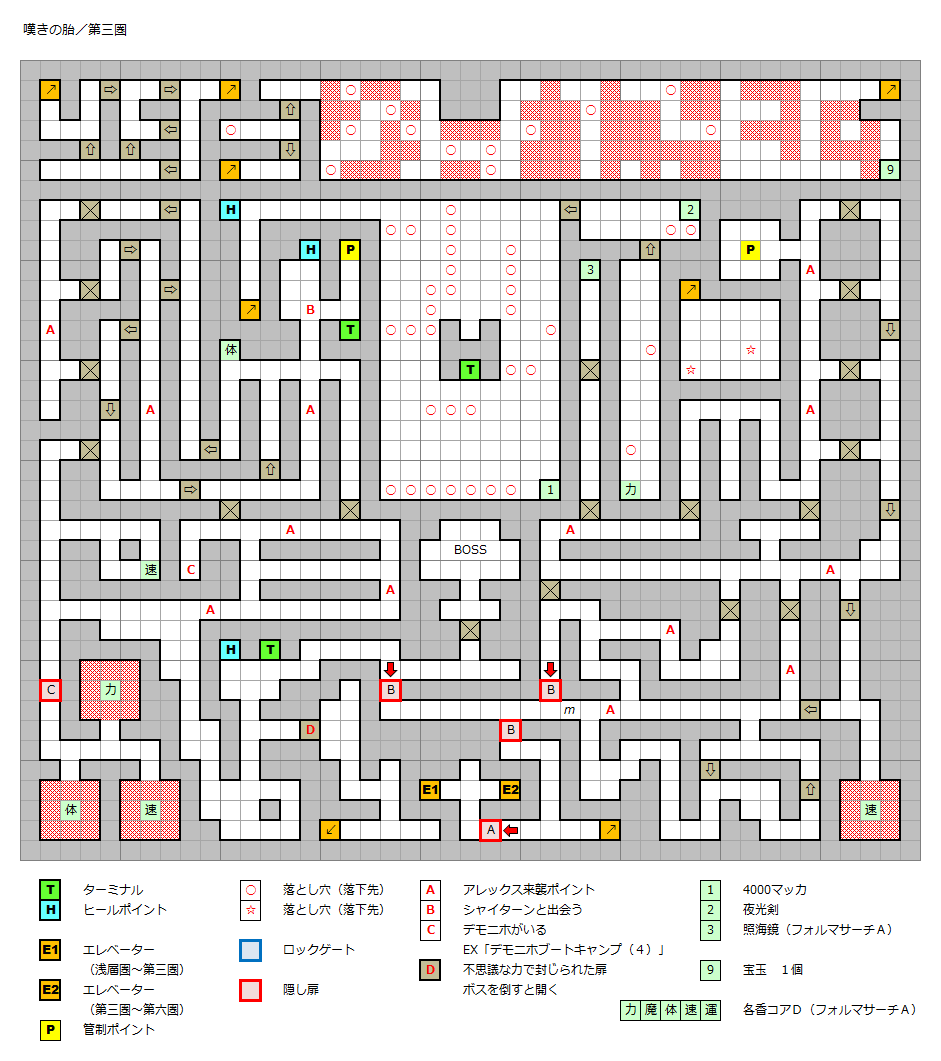 嘆きの胎／第三圏
9
H
2
H
P
P
3
A
B
A
T
体
T
A
A
A
1
力
A
A
BOSS
速
C
A
A
A
A
H
T
A
C
力
B
B
m
A
D
B
E1
E2
体
速
速
A
T
ターミナル
落とし穴（落下先）
A
アレックス来襲ポイント
1
4000マッカ
H
ヒールポイント
落とし穴（落下先）
B
シャイターンと出会う
2
夜光剣
C
デモニホがいる
3
照海鏡（フォルマサーチＡ）
E1
エレベーター
ロックゲート
EX「デモニホブートキャンプ（４）」
（浅層圏～第三圏）
D
不思議な力で封じられた扉
9
宝玉　１個
E2
エレベーター
隠し扉
ボスを倒すと開く
（第三圏～第六圏）
力魔体速運
各香コアＤ（フォルマサーチＡ）
P
管制ポイント